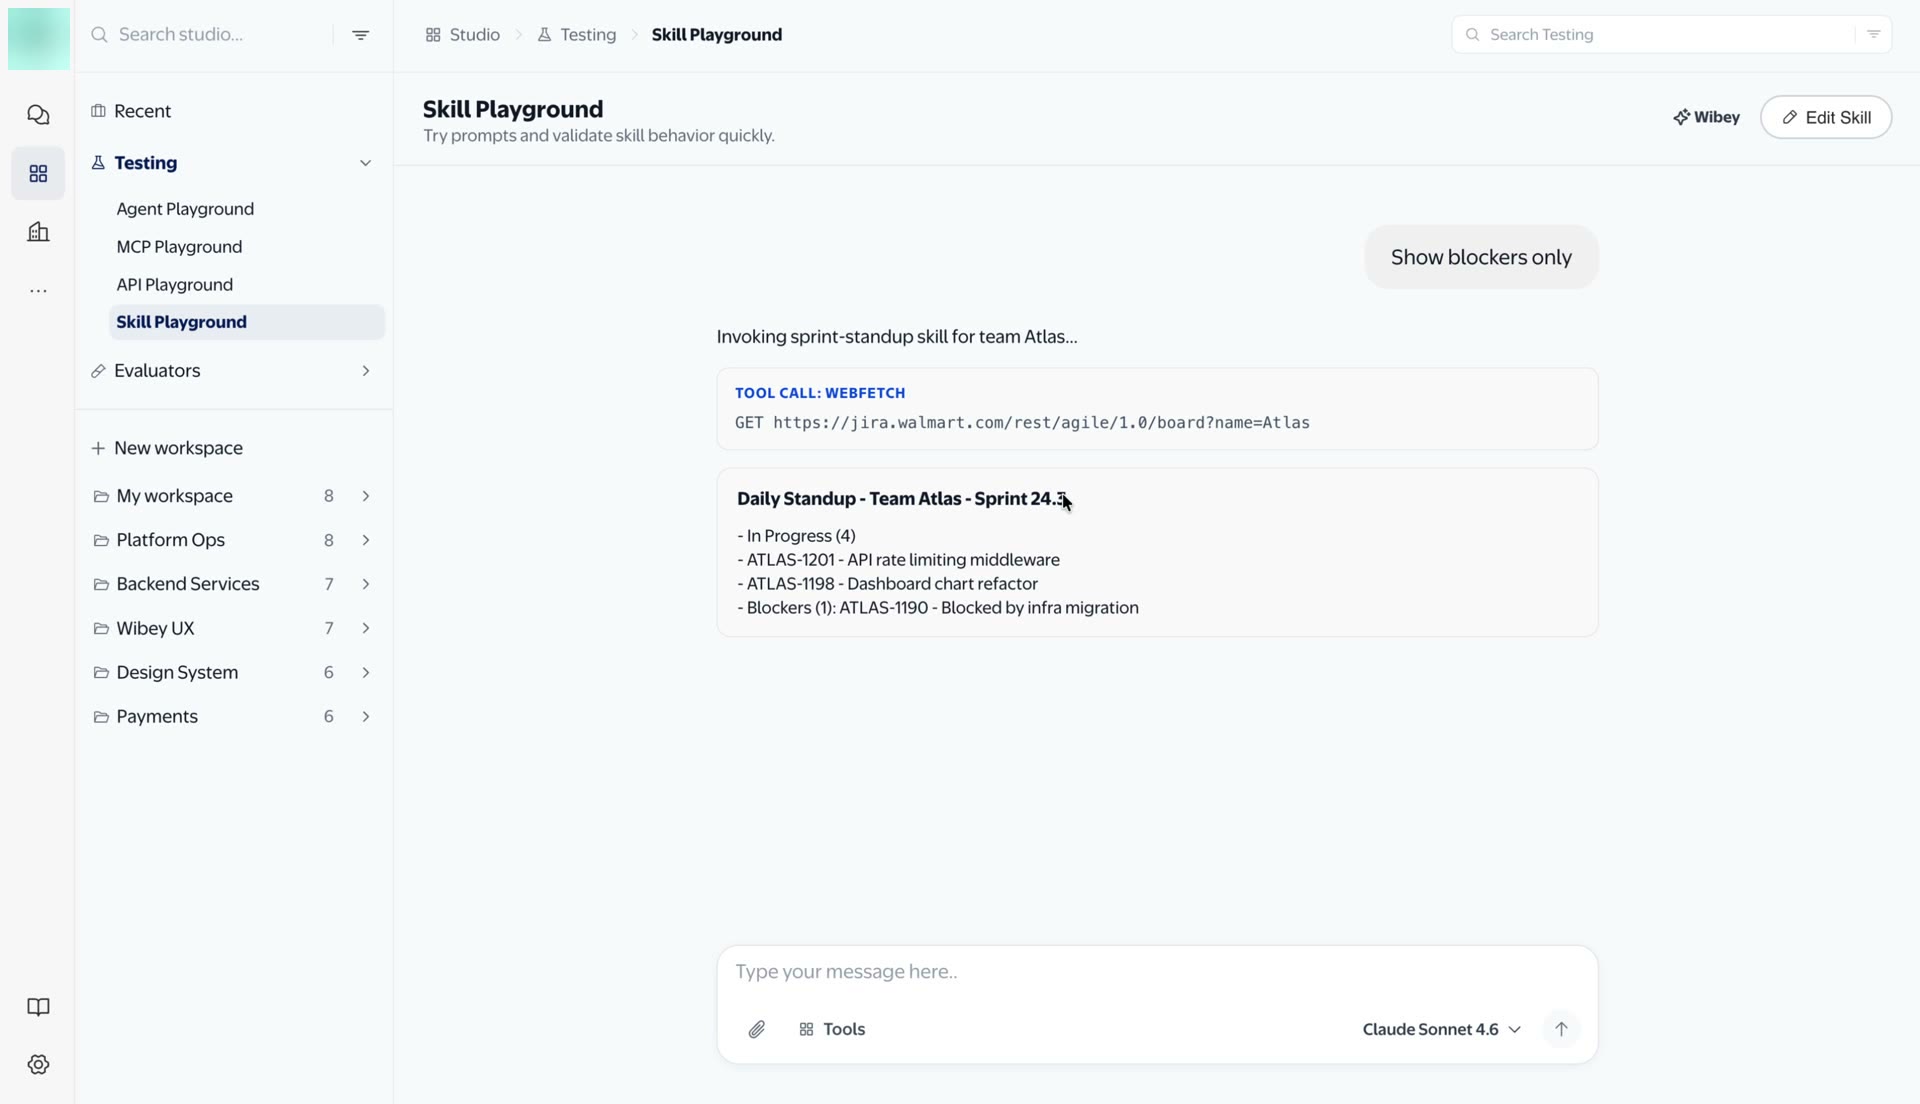 Search studio...
Recent
Testing
Agent Playground
MCP Playground
API Playground
Skill Playground
Evaluators
New workspace
My workspace 8
Platform Ops 8
Backend Services 7
Wibey UX 7
Design System 6
Payments 6
Studio Testing Skill Playground
Search Testing
Skill Playground
Try prompts and validate skill behavior quickly.
Wibey
Edit Skill
Show blockers only
Invoking sprint-standup skill for team Atlas...
TOOL CALL: WEBFETCH
GET https://jira.walmart.com/rest/agile/1.0/board?name=Atlas
Daily Standup - Team Atlas - Sprint
- In Progress (4)
- ATLAS-1201 - API rate limiting middleware
- ATLAS-1198 - Dashboard chart refactor
- Blockers (1): ATLAS-1190 - Blocked by infra migration
Type your message here..
Tools
Claude Sonnet 4.6